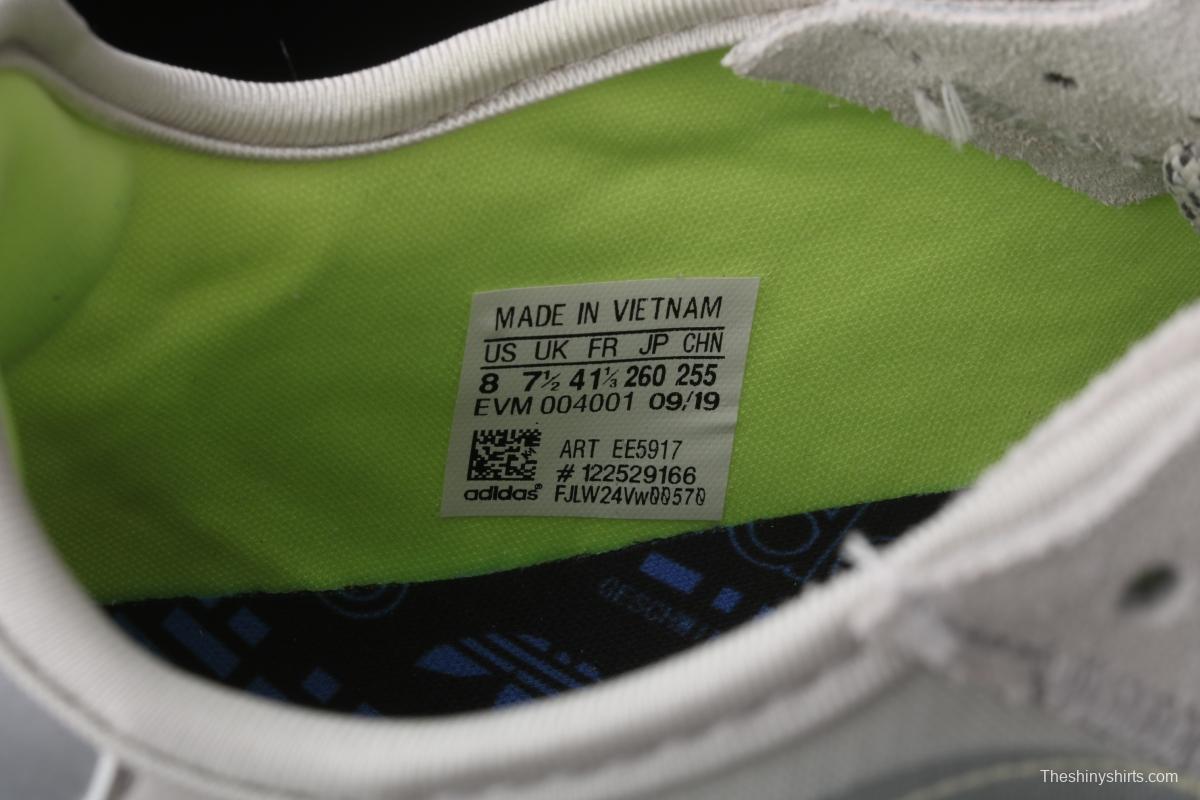 MADE IN VIETNAM
US UK FR JP CHN
8 7½ 41⅓ 260 255
EVM 004001 09/19
ART EE5917
# 122529166
adidas® FJLW24Vw00570
Theshinyshirts.com